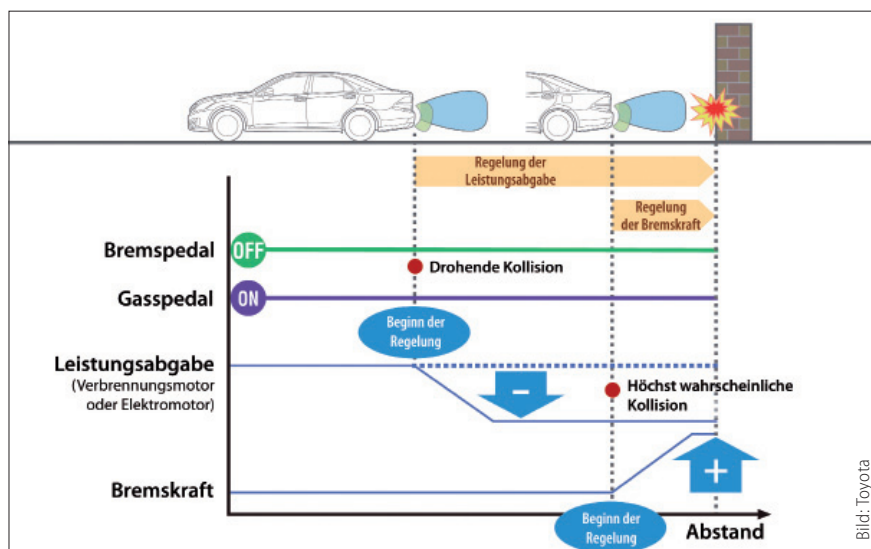 Regelung der
Leistungsabgabe
Regelung
der Bremskraft
Bremspedal
OFF
Drohende Kollision
Gaspedal
ON
Beginn der
Regelung
Leistungsabgabe
(Verbrennungsmotor
oder Elektromotor)
-
Höchst wahrscheinliche
Kollision
+
Bremskraft
Beginn der
Regelung
Abstand
Bild: Toyota